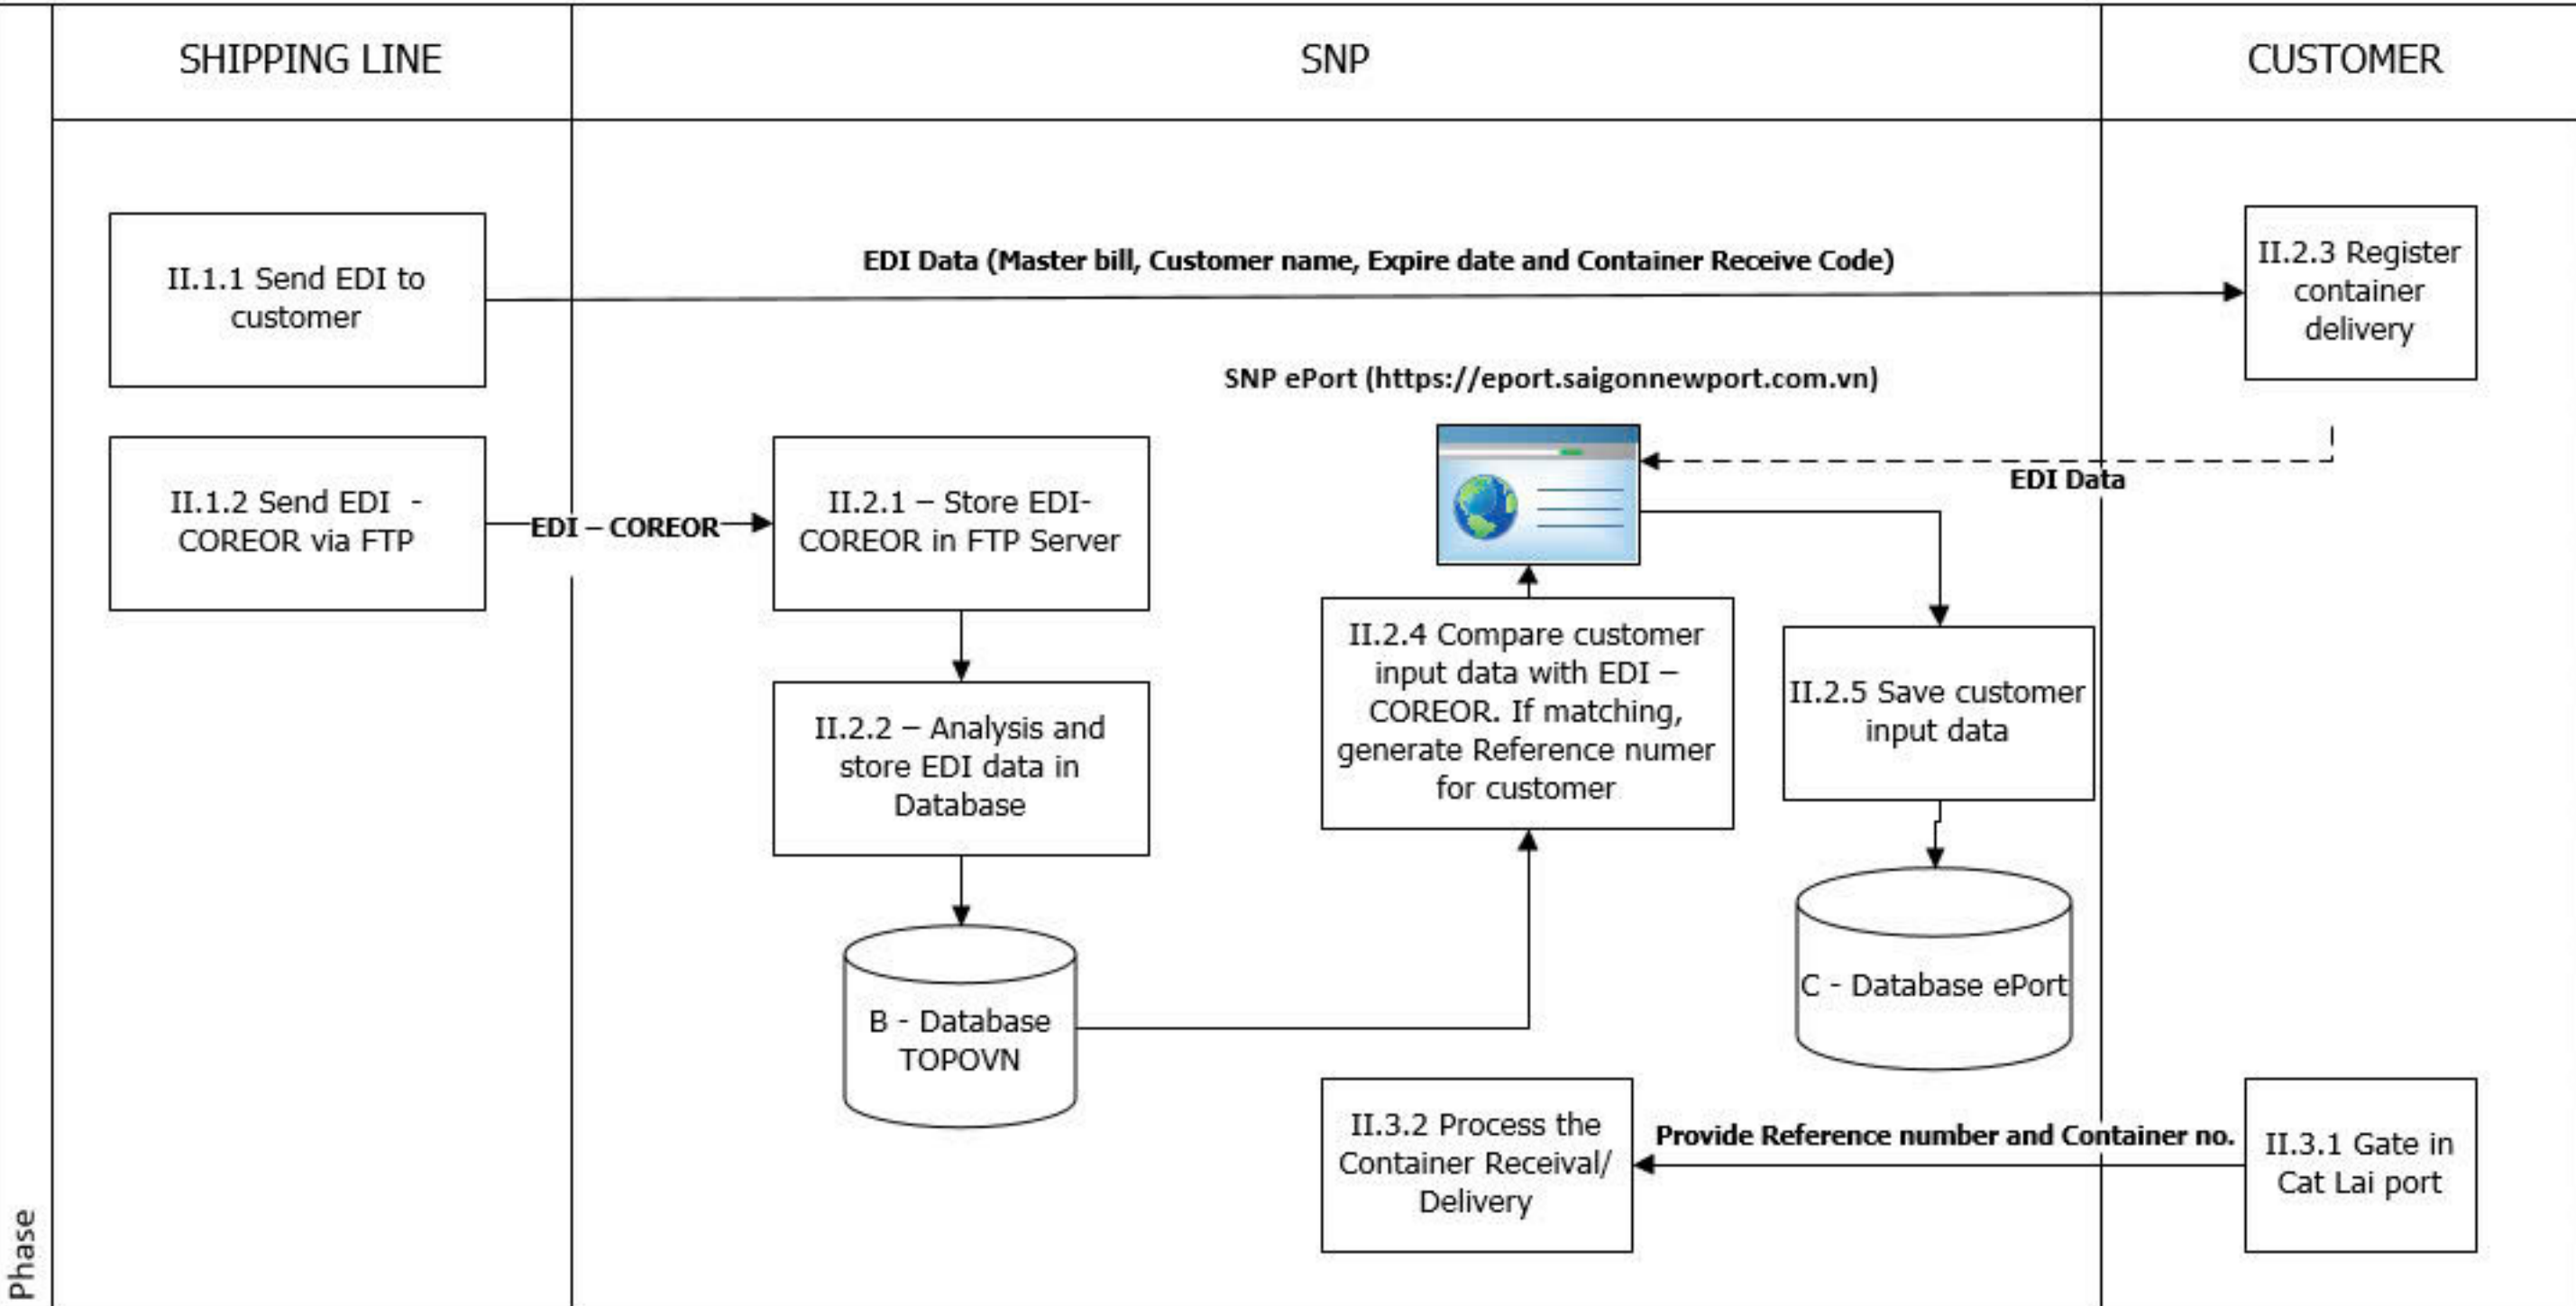 SHIPPING LINE
SNP
CUSTOMER
II.1.1 Send EDI to
customer
EDI Data (Master bill, Customer name, Expire date and Container Receive Code)
II.2.3 Register
container
delivery
SNP ePort (https://eport.saigonnewport.com.vn)
II.1.2 Send EDI -
COREOR via FTP
EDI – COREOR
II.2.1 – Store EDI-
COREOR in FTP Server
EDI Data
II.2.2 – Analysis and
store EDI data in
Database
II.2.4 Compare customer
input data with EDI –
COREOR. If matching,
generate Reference numer
for customer
II.2.5 Save customer
input data
B - Database
TOPOVN
C - Database ePort
II.3.2 Process the
Container Receival/
Delivery
Provide Reference number and Container no.
II.3.1 Gate in
Cat Lai port
Phase